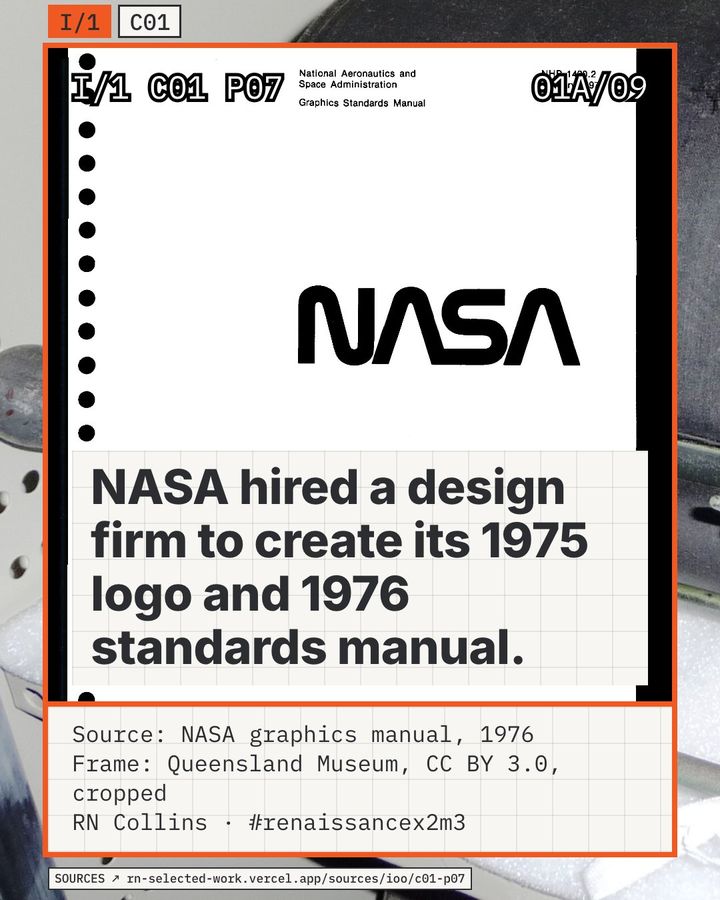 I/1 C01
I/1 C01 P07
National Aeronautics and
Space Administration
Graphics Standards Manual
01A/09
NASA
NASA hired a design
firm to create its 1975
logo and 1976
standards manual.
Source: NASA graphics manual, 1976
Frame: Queensland Museum, CC BY 3.0,
cropped
RN Collins · #renaissancex2m3
SOURCES ↗ rn-selected-work.vercel.app/sources/ioo/c01-p07